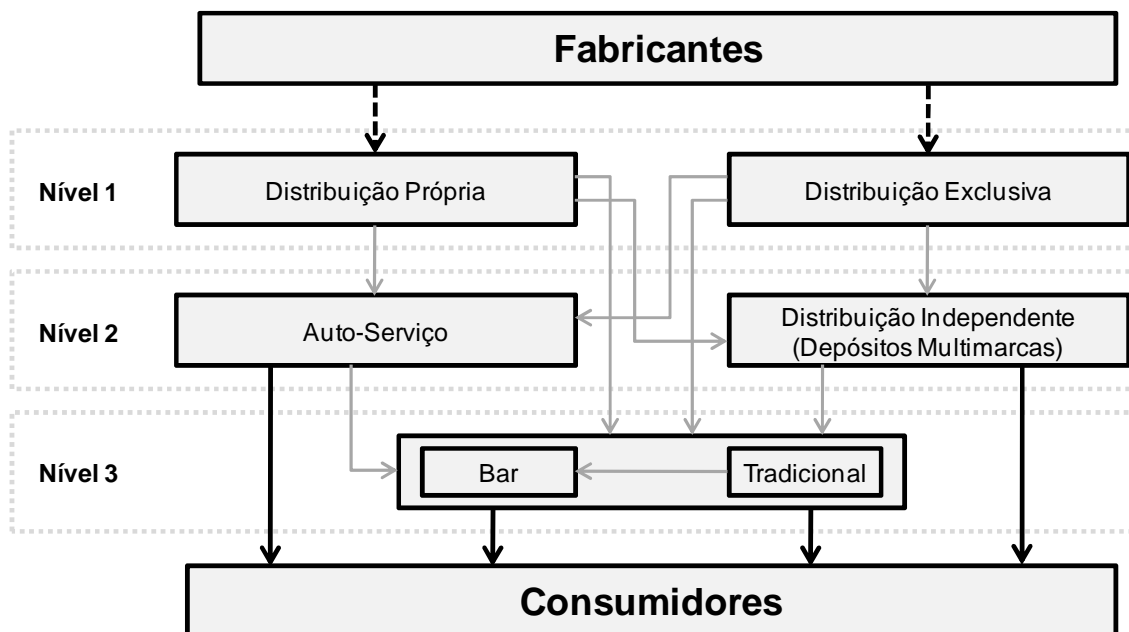 Fabricantes
Nível 1
Distribuição Própria
Distribuição Exclusiva
Nível 2
Auto-Serviço
Distribuição Independente
(Depósitos Multimarcas)
Nível 3
Bar
Tradicional
Consumidores